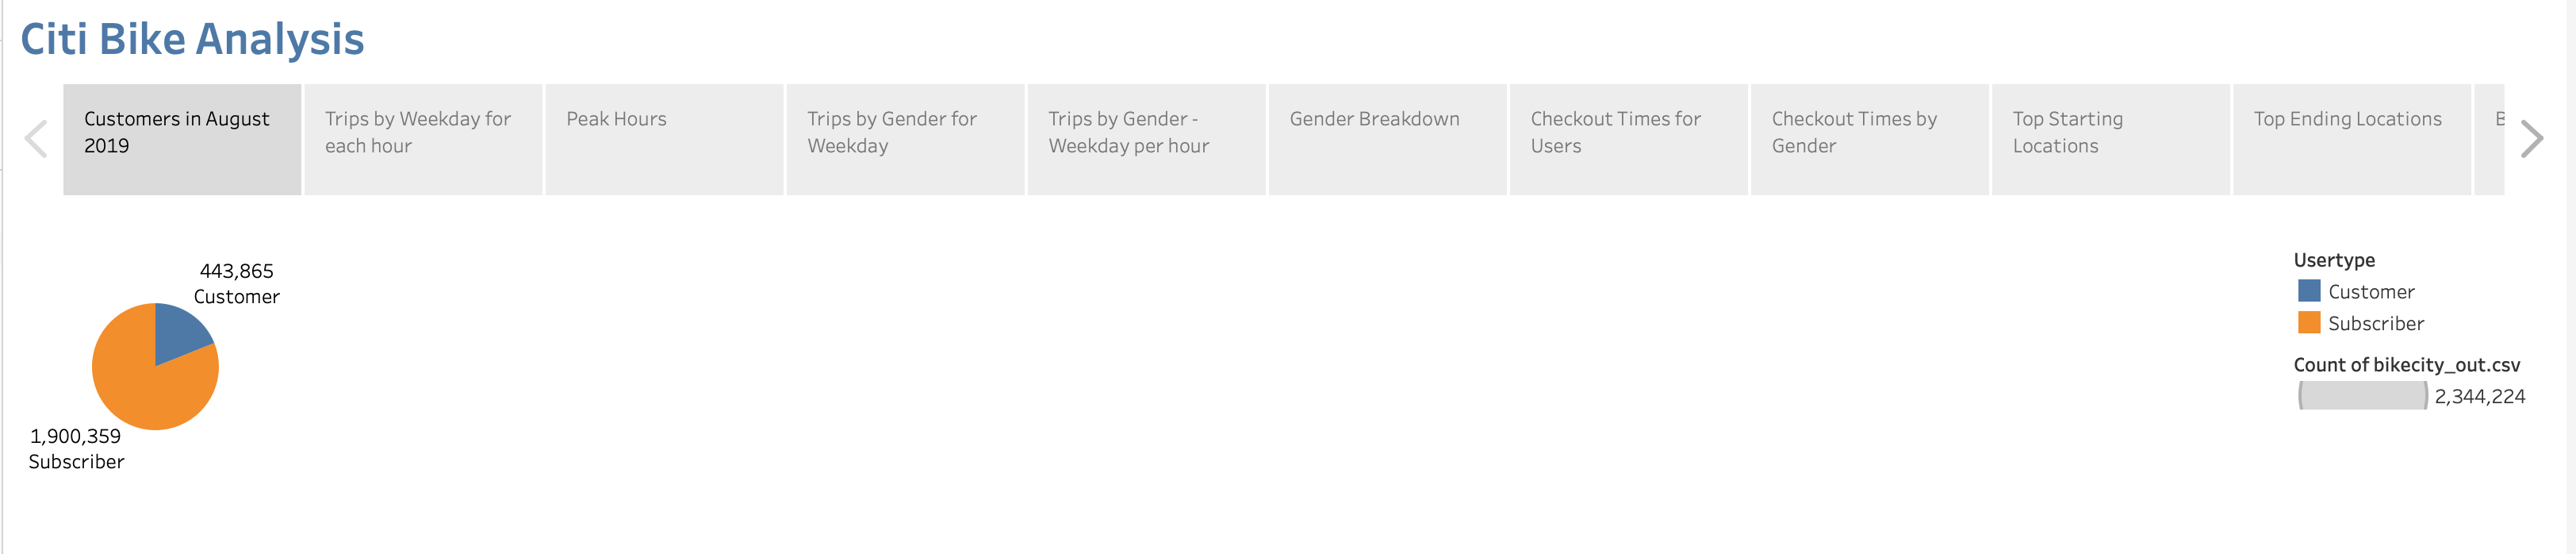 Citi Bike Analysis
Customers in August
2019
Trips by Weekday for
each hour
Peak Hours
Trips by Gender for
Weekday
Trips by Gender -
Weekday per hour
Gender Breakdown
Checkout Times for
Users
Checkout Times by
Gender
Top Starting
Locations
Top Ending Locations
443,865
Customer
1,900,359
Subscriber
Usertype
Customer
Subscriber
Count of bikecity_out.csv
2,344,224